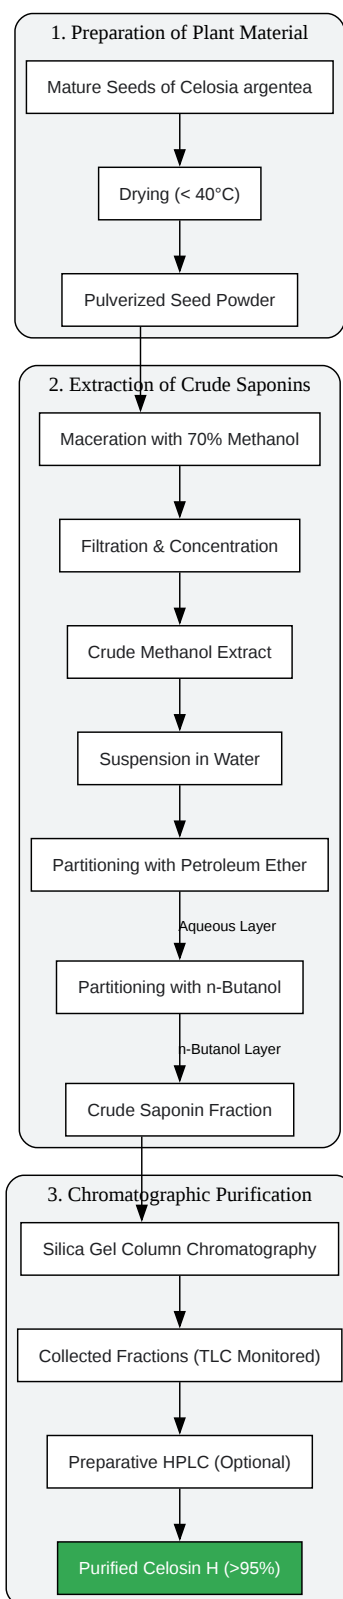 1. Preparation of Plant Material
Mature Seeds of Celosia argentea
Drying (< 40°C)
Pulverized Seed Powder
2. Extraction of Crude Saponins
Maceration with 70% Methanol
Filtration & Concentration
Crude Methanol Extract
Suspension in Water
Partitioning with Petroleum Ether
Aqueous Layer
Partitioning with n-Butanol
n-Butanol Layer
Crude Saponin Fraction
3. Chromatographic Purification
Silica Gel Column Chromatography
Collected Fractions (TLC Monitored)
Preparative HPLC (Optional)
Purified Celosin H (>95%)